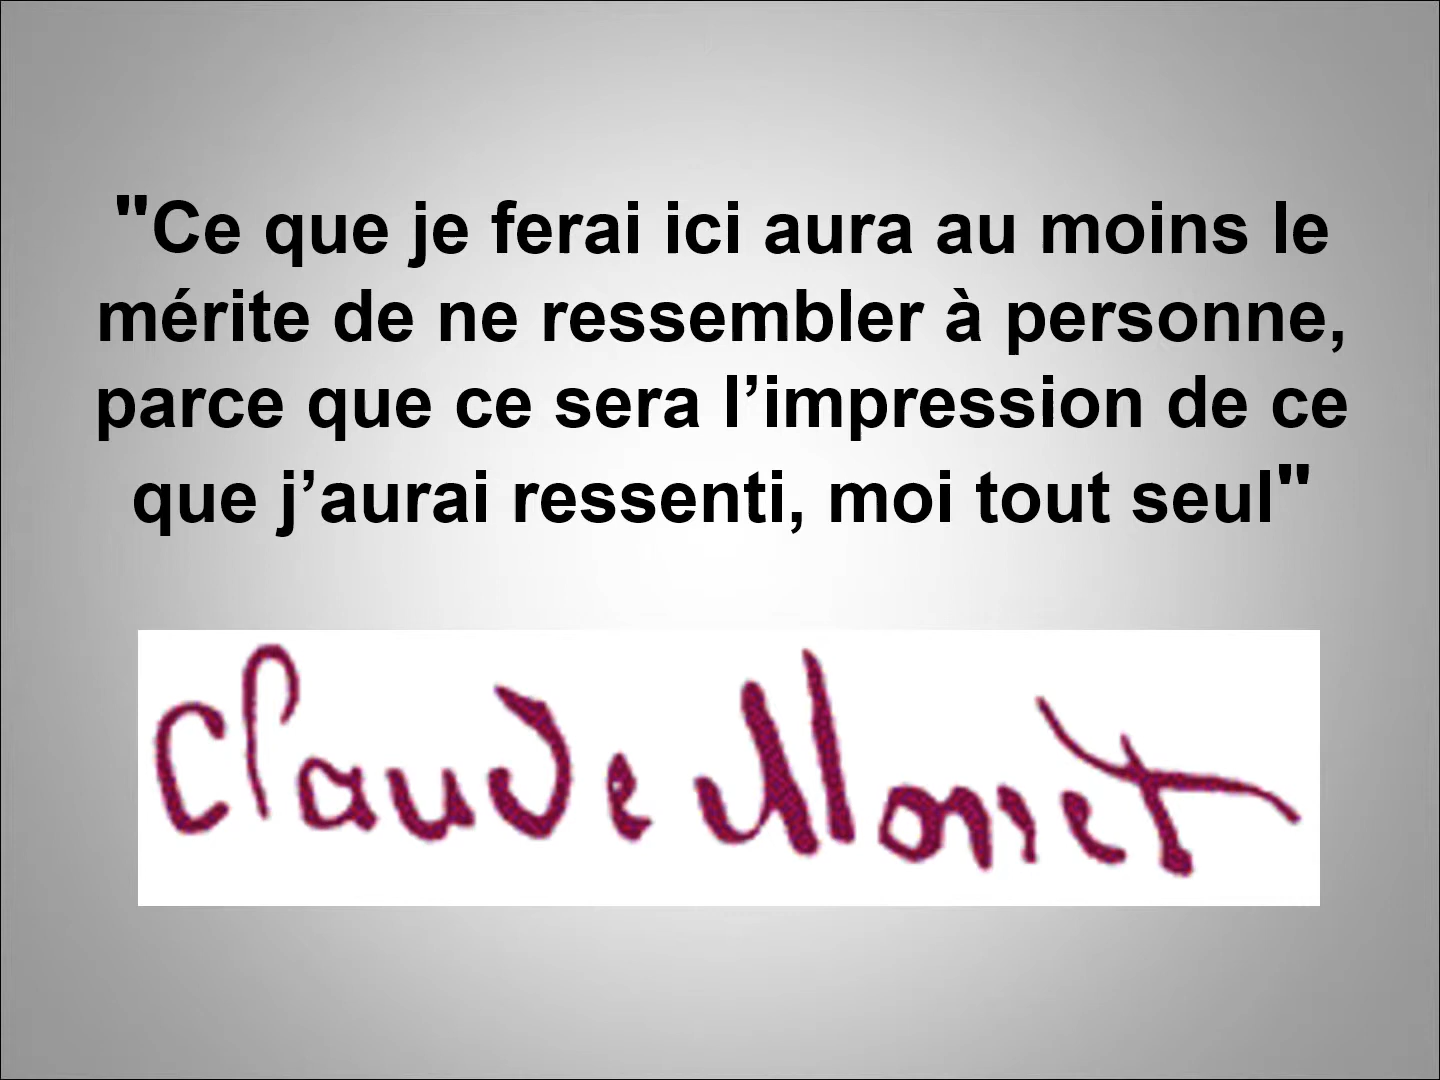 "Ce que je ferai ici aura au moins le
mérite de ne ressembler à personne,
parce que ce sera l’impression de ce
que j’aurai ressenti, moi tout seul"
Claude Monet